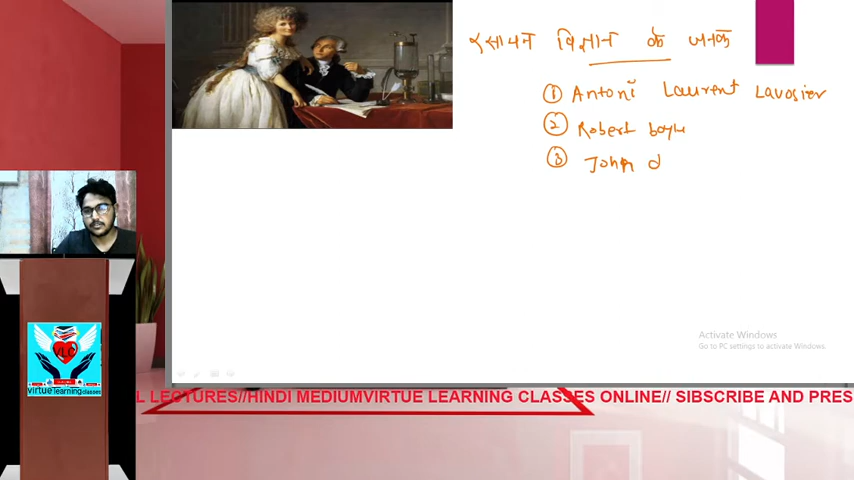 रसायन विज्ञान के जनक
① Antoni Laurent Lavosier
② Robert boyle
③ John d
VLC
virtue learning classes
Activate Windows
Go to PC settings to activate Windows.
L LECTURES//HINDI MEDIUMVIRTUE LEARNING CLASSES ONLINE// SIBSCRIBE AND PRES